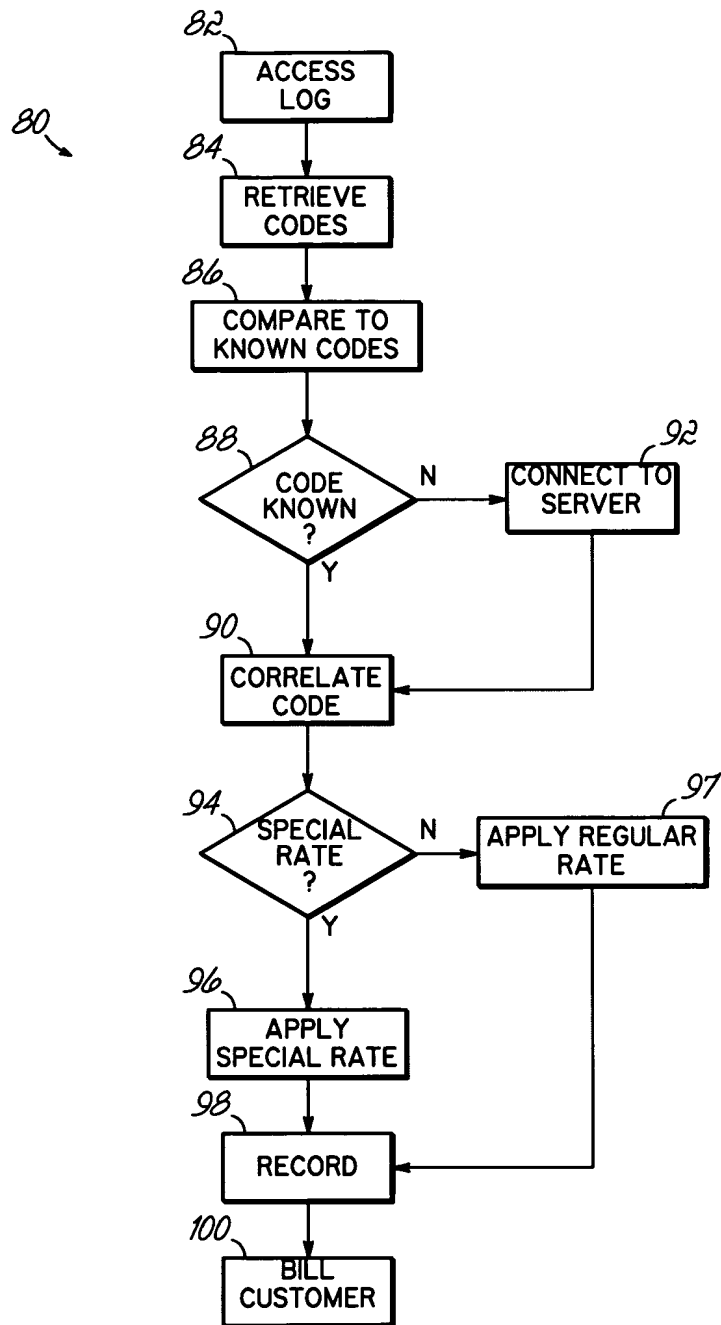 82
ACCESS
LOG
80
84
RETRIEVE
CODES
86
COMPARE TO
KNOWN CODES
88
CODE
KNOWN
?
N
Y
92
CONNECT TO
SERVER
90
CORRELATE
CODE
94
SPECIAL
RATE
?
N
Y
97
APPLY REGULAR
RATE
96
APPLY
SPECIAL RATE
98
RECORD
100
BILL
CUSTOMER